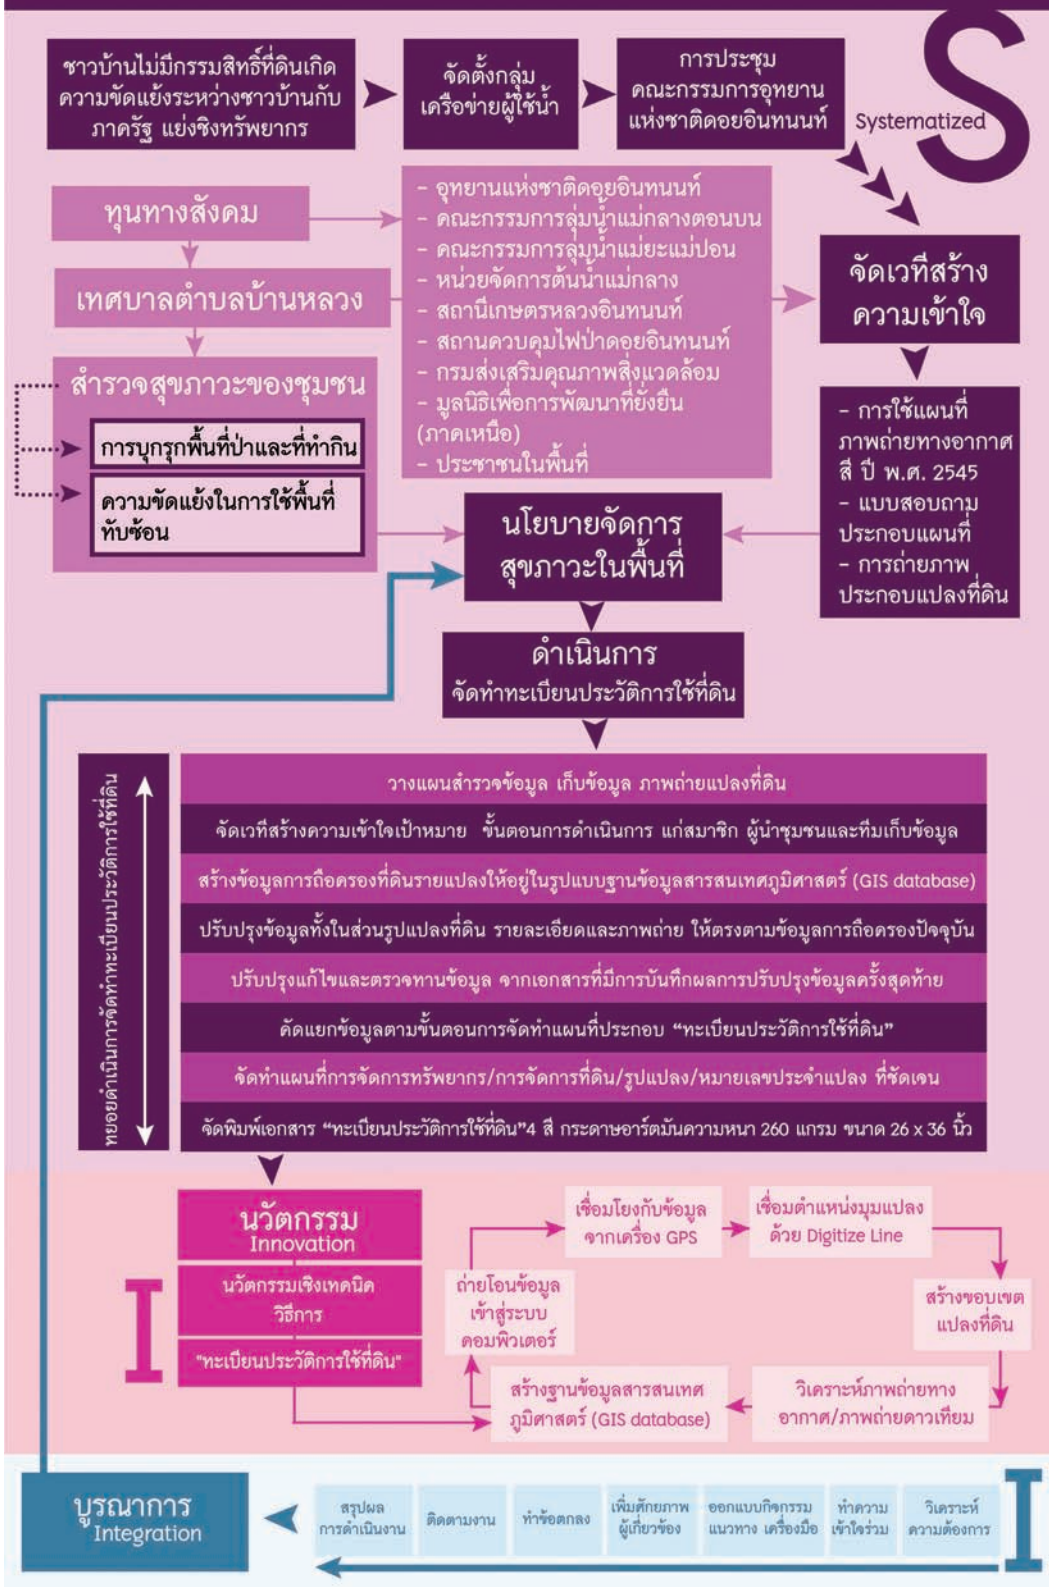 ชาวบ้านไม่มีกรรมสิทธิ์ที่ดินเกิด
ความขัดแย้งระหว่างชาวบ้านกับ
ภาครัฐ แย่งชิงทรัพยากร
จัดตั้งกลุ่ม
เครือข่ายผู้ใช้น้ำ
การประชุม
คณะกรรมการอุทยาน
แห่งชาติดอยอินทนนท์
S
Systematized
ทุนทางสังคม
เทศบาลตำบลบ้านหลวง
สำรวจสุขภาวะของชุมชน
การบุกรุกพื้นที่ป่าและที่ทำกิน
ความขัดแย้งในการใช้พื้นที่
ทับซ้อน
- อุทยานแห่งชาติดอยอินทนนท์
- คณะกรรมการลุ่มน้ำแม่กลางตอนบน
- คณะกรรมการลุ่มน้ำแม่ยะแม่ปอน
- หน่วยจัดการต้นน้ำแม่กลาง
- สถานีเกษตรหลวงอินทนนท์
- สถานควบคุมไฟป่าดอยอินทนนท์
- กรมส่งเสริมคุณภาพสิ่งแวดล้อม
- มูลนิธิเพื่อการพัฒนาที่ยั่งยืน
(ภาคเหนือ)
- ประชาชนในพื้นที่
จัดเวทีสร้าง
ความเข้าใจ
- การใช้แผนที่
ภาพถ่ายทางอากาศ
สี ปี พ.ศ. 2545
- แบบสอบถาม
ประกอบแผนที่
- การถ่ายภาพ
ประกอบแปลงที่ดิน
นโยบายจัดการ
สุขภาวะในพื้นที่
ดำเนินการ
จัดทำทะเบียนประวัติการใช้ที่ดิน
ทยอยดำเนินการจัดทำทะเบียนประวัติการใช้ที่ดิน
วางแผนสำรวจข้อมูล เก็บข้อมูล ภาพถ่ายแปลงที่ดิน
จัดเวทีสร้างความเข้าใจเป้าหมาย ขั้นตอนการดำเนินการ แก่สมาชิก ผู้นำชุมชนและทีมเก็บข้อมูล
สร้างข้อมูลการถือครองที่ดินรายแปลงให้อยู่ในรูปแบบฐานข้อมูลสารสนเทศภูมิศาสตร์ (GIS database)
ปรับปรุงข้อมูลทั้งในส่วนรูปแปลงที่ดิน รายละเอียดและภาพถ่าย ให้ตรงตามข้อมูลการถือครองปัจจุบัน
ปรับปรุงแก้ไขและตรวจทานข้อมูล จากเอกสารที่มีการบันทึกผลการปรับปรุงข้อมูลครั้งสุดท้าย
คัดแยกข้อมูลตามขั้นตอนการจัดทำแผนที่ประกอบ “ทะเบียนประวัติการใช้ที่ดิน”
จัดทำแผนที่การจัดการทรัพยากร/การจัดการที่ดิน/รูปแปลง/หมายเลขประจำแปลง ที่ชัดเจน
จัดพิมพ์เอกสาร “ทะเบียนประวัติการใช้ที่ดิน”4 สี กระดาษอาร์ตมันความหนา 260 แกรม ขนาด 26 x 36 นิ้ว
I
นวัตกรรม
Innovation
นวัตกรรมเชิงเทคนิค
วิธีการ
"ทะเบียนประวัติการใช้ที่ดิน"
เชื่อมโยงกับข้อมูล
จากเครื่อง GPS
เชื่อมตำแหน่งมุมแปลง
ด้วย Digitize Line
ถ่ายโอนข้อมูล
เข้าสู่ระบบ
คอมพิวเตอร์
สร้างขอบเขต
แปลงที่ดิน
สร้างฐานข้อมูลสารสนเทศ
ภูมิศาสตร์ (GIS database)
วิเคราะห์ภาพถ่ายทาง
อากาศ/ภาพถ่ายดาวเทียม
บูรณาการ
Integration
สรุปผล
การดำเนินงาน
ติดตามงาน
ทำข้อตกลง
เพิ่มศักยภาพ
ผู้เกี่ยวข้อง
ออกแบบกิจกรรม
แนวทาง เครื่องมือ
ทำความ
เข้าใจร่วม
วิเคราะห์
ความต้องการ
I